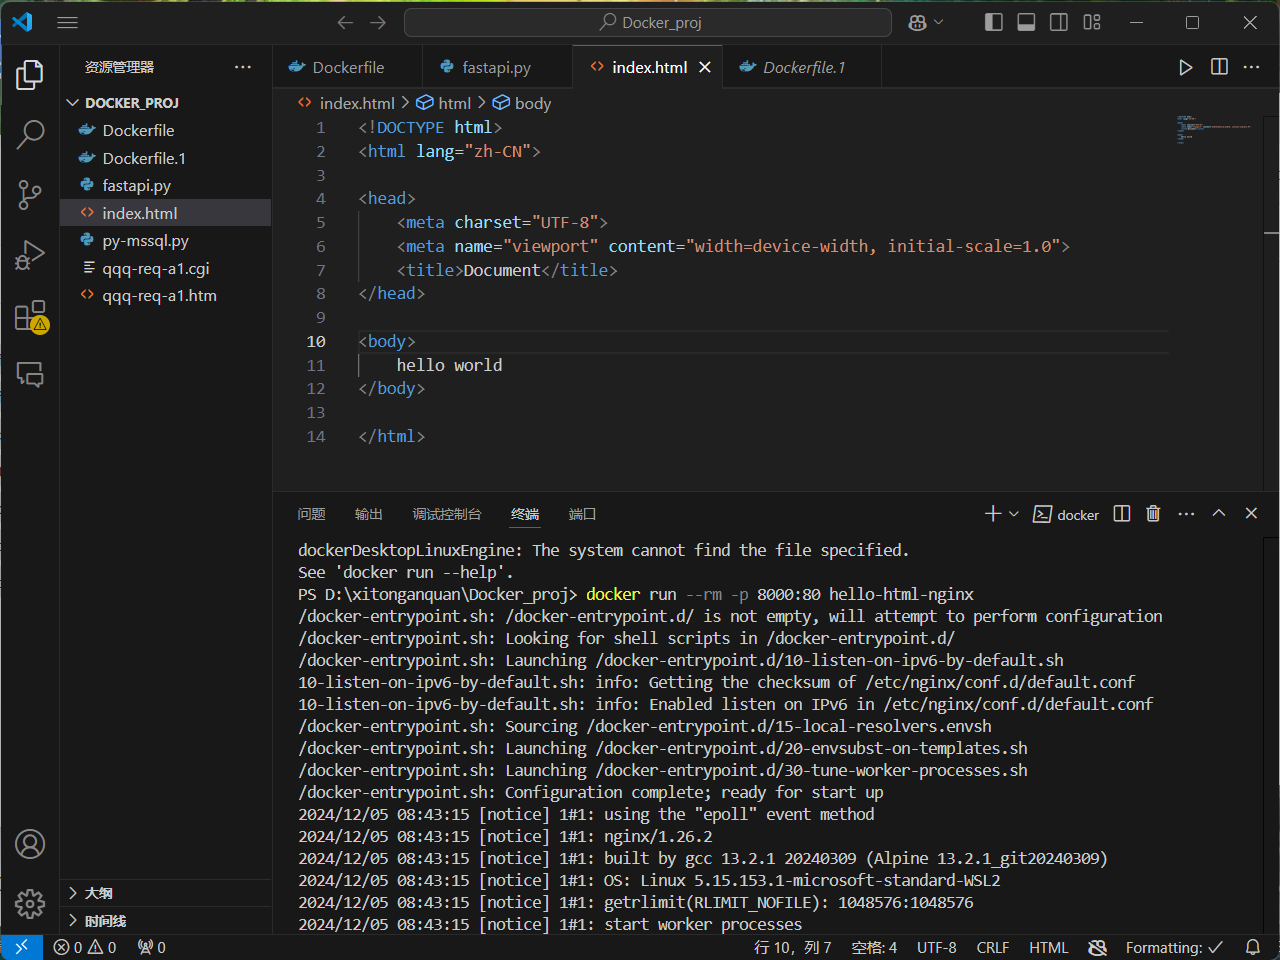 Docker_proj
资源管理器
DOCKER_PROJ
Dockerfile
Dockerfile.1
fastapi.py
index.html
py-mssql.py
qqq-req-a1.cgi
qqq-req-a1.htm
大纲
时间线
Dockerfile
fastapi.py
index.html
Dockerfile.1
index.html > html > body
1 <!DOCTYPE html>
2 <html lang="zh-CN">
3
4 <head>
5 <meta charset="UTF-8">
6 <meta name="viewport" content="width=device-width, initial-scale=1.0">
7 <title>Document</title>
8 </head>
9
10 <body>
11 hello world
12 </body>
13
14 </html>
问题 输出 调试控制台 终端 端口
docker
dockerDesktopLinuxEngine: The system cannot find the file specified.
See 'docker run --help'.
PS D:\xitonganquan\Docker_proj> docker run --rm -p 8000:80 hello-html-nginx
/docker-entrypoint.sh: /docker-entrypoint.d/ is not empty, will attempt to perform configuration
/docker-entrypoint.sh: Looking for shell scripts in /docker-entrypoint.d/
/docker-entrypoint.sh: Launching /docker-entrypoint.d/10-listen-on-ipv6-by-default.sh
10-listen-on-ipv6-by-default.sh: info: Getting the checksum of /etc/nginx/conf.d/default.conf
10-listen-on-ipv6-by-default.sh: info: Enabled listen on IPv6 in /etc/nginx/conf.d/default.conf
/docker-entrypoint.sh: Sourcing /docker-entrypoint.d/15-local-resolvers.envsh
/docker-entrypoint.sh: Launching /docker-entrypoint.d/20-envsubst-on-templates.sh
/docker-entrypoint.sh: Launching /docker-entrypoint.d/30-tune-worker-processes.sh
/docker-entrypoint.sh: Configuration complete; ready for start up
2024/12/05 08:43:15 [notice] 1#1: using the "epoll" event method
2024/12/05 08:43:15 [notice] 1#1: nginx/1.26.2
2024/12/05 08:43:15 [notice] 1#1: built by gcc 13.2.1 20240309 (Alpine 13.2.1_git20240309)
2024/12/05 08:43:15 [notice] 1#1: OS: Linux 5.15.153.1-microsoft-standard-WSL2
2024/12/05 08:43:15 [notice] 1#1: getrlimit(RLIMIT_NOFILE): 1048576:1048576
2024/12/05 08:43:15 [notice] 1#1: start worker processes
0 0 0 行 10，列 7 空格: 4 UTF-8 CRLF HTML Formatting: ✓